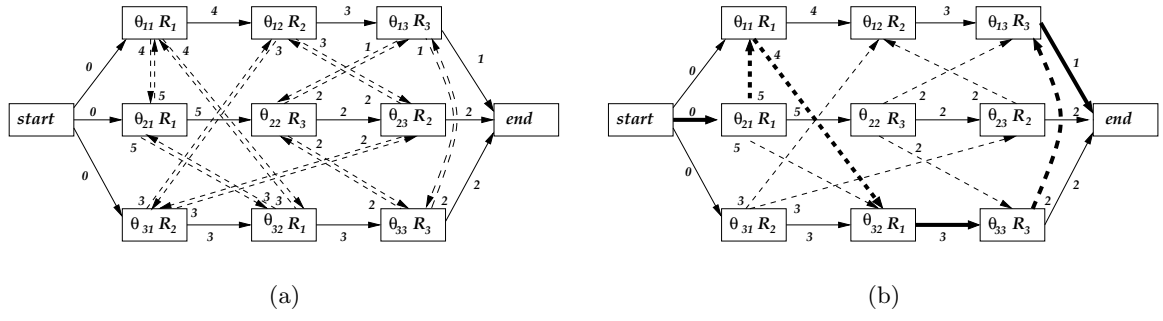 4 3 4 3
θ11 R1 θ12 R2 θ13 R3 θ11 R1 θ12 R2 θ13 R3
4 4 3 3 1 1 4
0 1 0 1
5 2 2 5 2 2
start 0 θ21 R1 5 θ22 R3 2 θ23 R2 2 end start 0 θ21 R1 5 θ22 R3 2 θ23 R2 2 end
5 2 2 5 2
0 2 0 2
3 3 3 3 2 2 3 3 2
θ31 R2 3 θ32 R1 3 θ33 R3 θ31 R2 3 θ32 R1 3 θ33 R3
(a) (b)